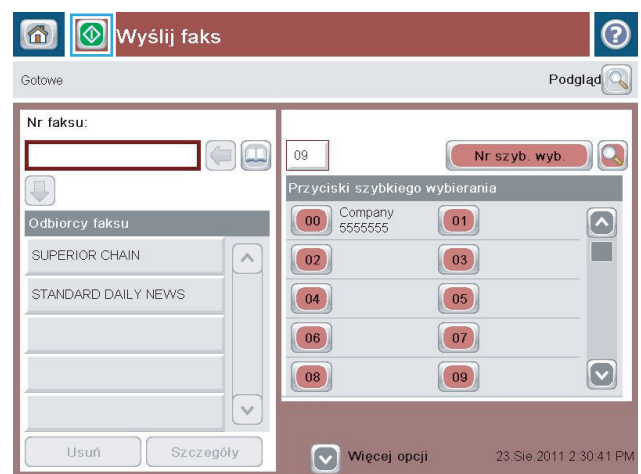 Wyślij faks
Gotowe
Podgląd
Nr faksu:
09
Nr szyb. wyb.
Przyciski szybkiego wybierania
Odbiorcy faksu
SUPERIOR CHAIN
STANDARD DAILY NEWS
00 Company 01
5555555
02 03
04 05
06 07
08 09
Usuń Szczegóły
Więcej opcji
23.Sie.2011 2:30:41 PM